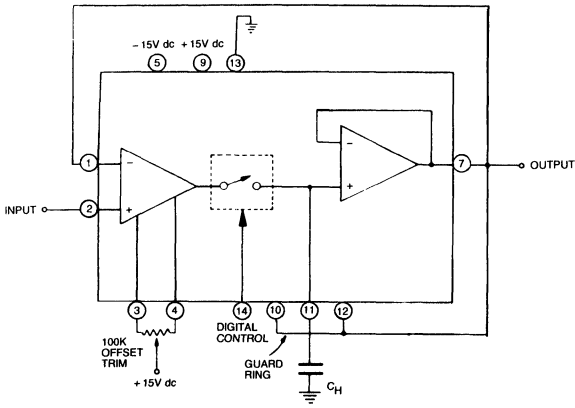 − 15V dc
+ 15V dc
5
9
13
1
−
−
7
OUTPUT
INPUT
2
+
+
3
4
14
10
11
12
100K
OFFSET
TRIM
DIGITAL
CONTROL
GUARD
RING
+ 15V dc
CH